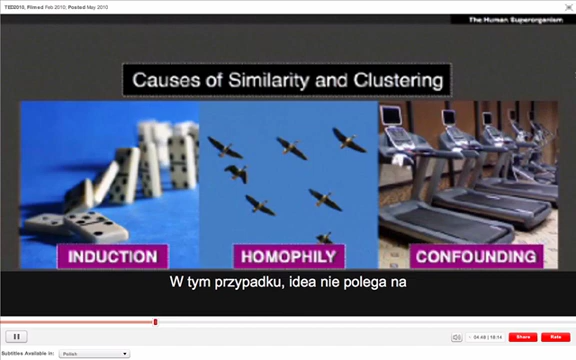 TED2010, Filmed Feb 2010; Posted May 2010
The Human Superorganism
Causes of Similarity and Clustering
INDUCTION
HOMOPHILY
CONFOUNDING
W tym przypadku, idea nie polega na
04:48 | 18:14
Share
Rate
Subtitles Available in:
Polish